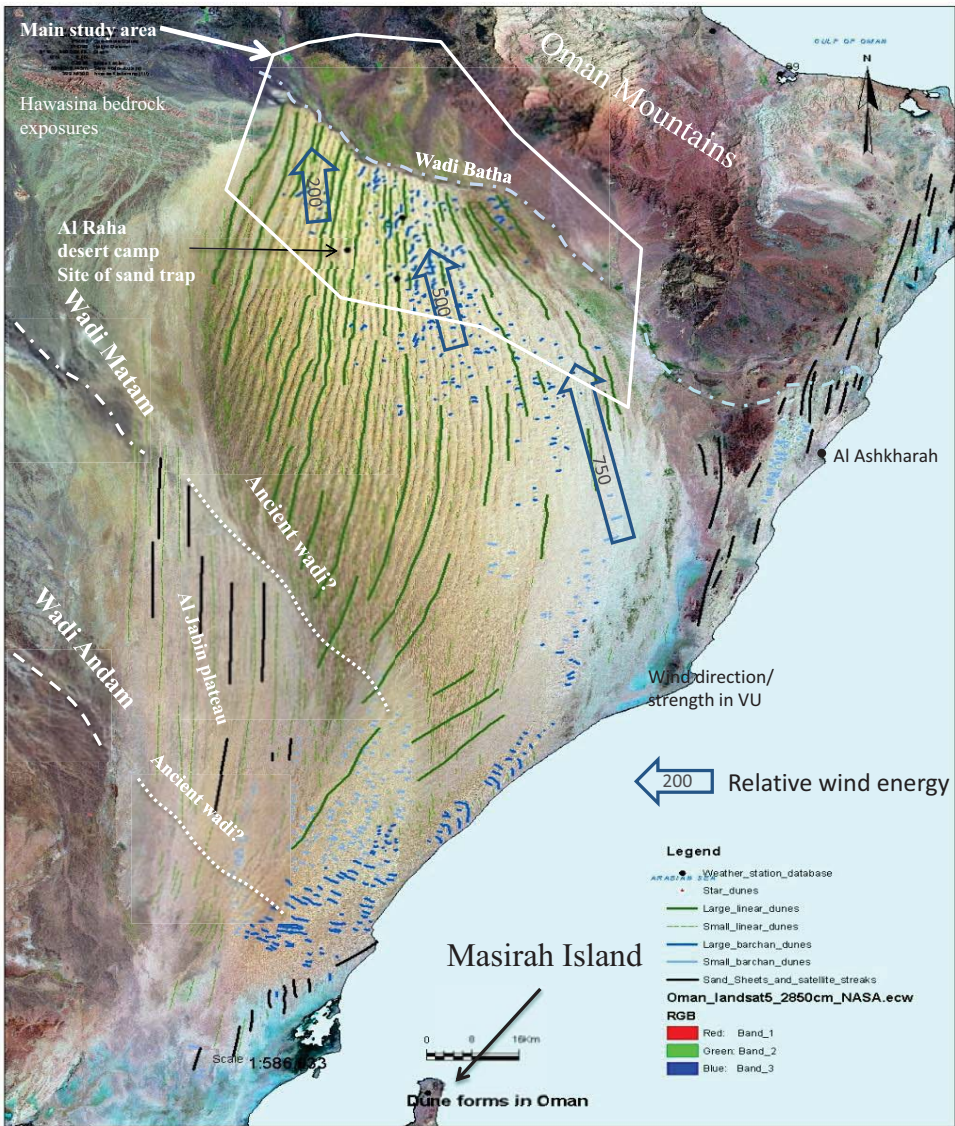 Main study area
Hawasina bedrock
exposures
Oman Mountains
GULF OF OMAN
N
Wadi Batha
200
Al Raha
desert camp
Site of sand trap
500
Wadi Matam
750
Al Ashkharah
Ancient wadi?
Al Jabin plateau
Wadi Andam
Wind direction/
strength in VU
Ancient wadi?
200
Relative wind energy
Legend
ARABIAN SEA
Weather_station_database
Star_dunes
Large_linear_dunes
Small_linear_dunes
Large_barchan_dunes
Small_barchan_dunes
Sand_Sheets_and_satellite_streaks
Oman_landsat5_2850cm_NASA.ecw
RGB
Red: Band_1
Green: Band_2
Blue: Band_3
Masirah Island
0 8 16Km
Scale
Dune forms in Oman